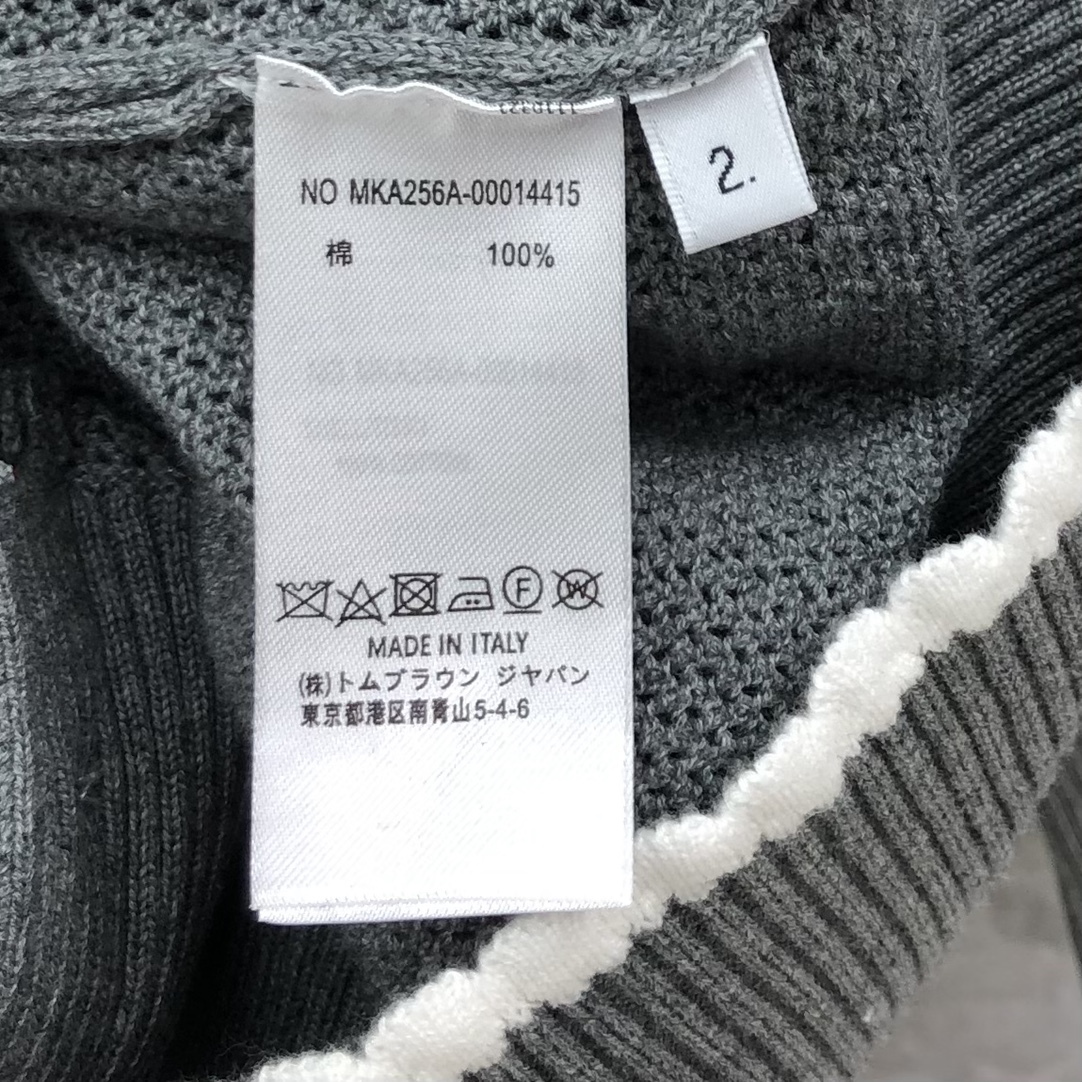 2.
NO MKA256A-00014415
棉 100%
F W
MADE IN ITALY
(株)トムブラウン ジヤパン
東京都港区南青山5-4-6